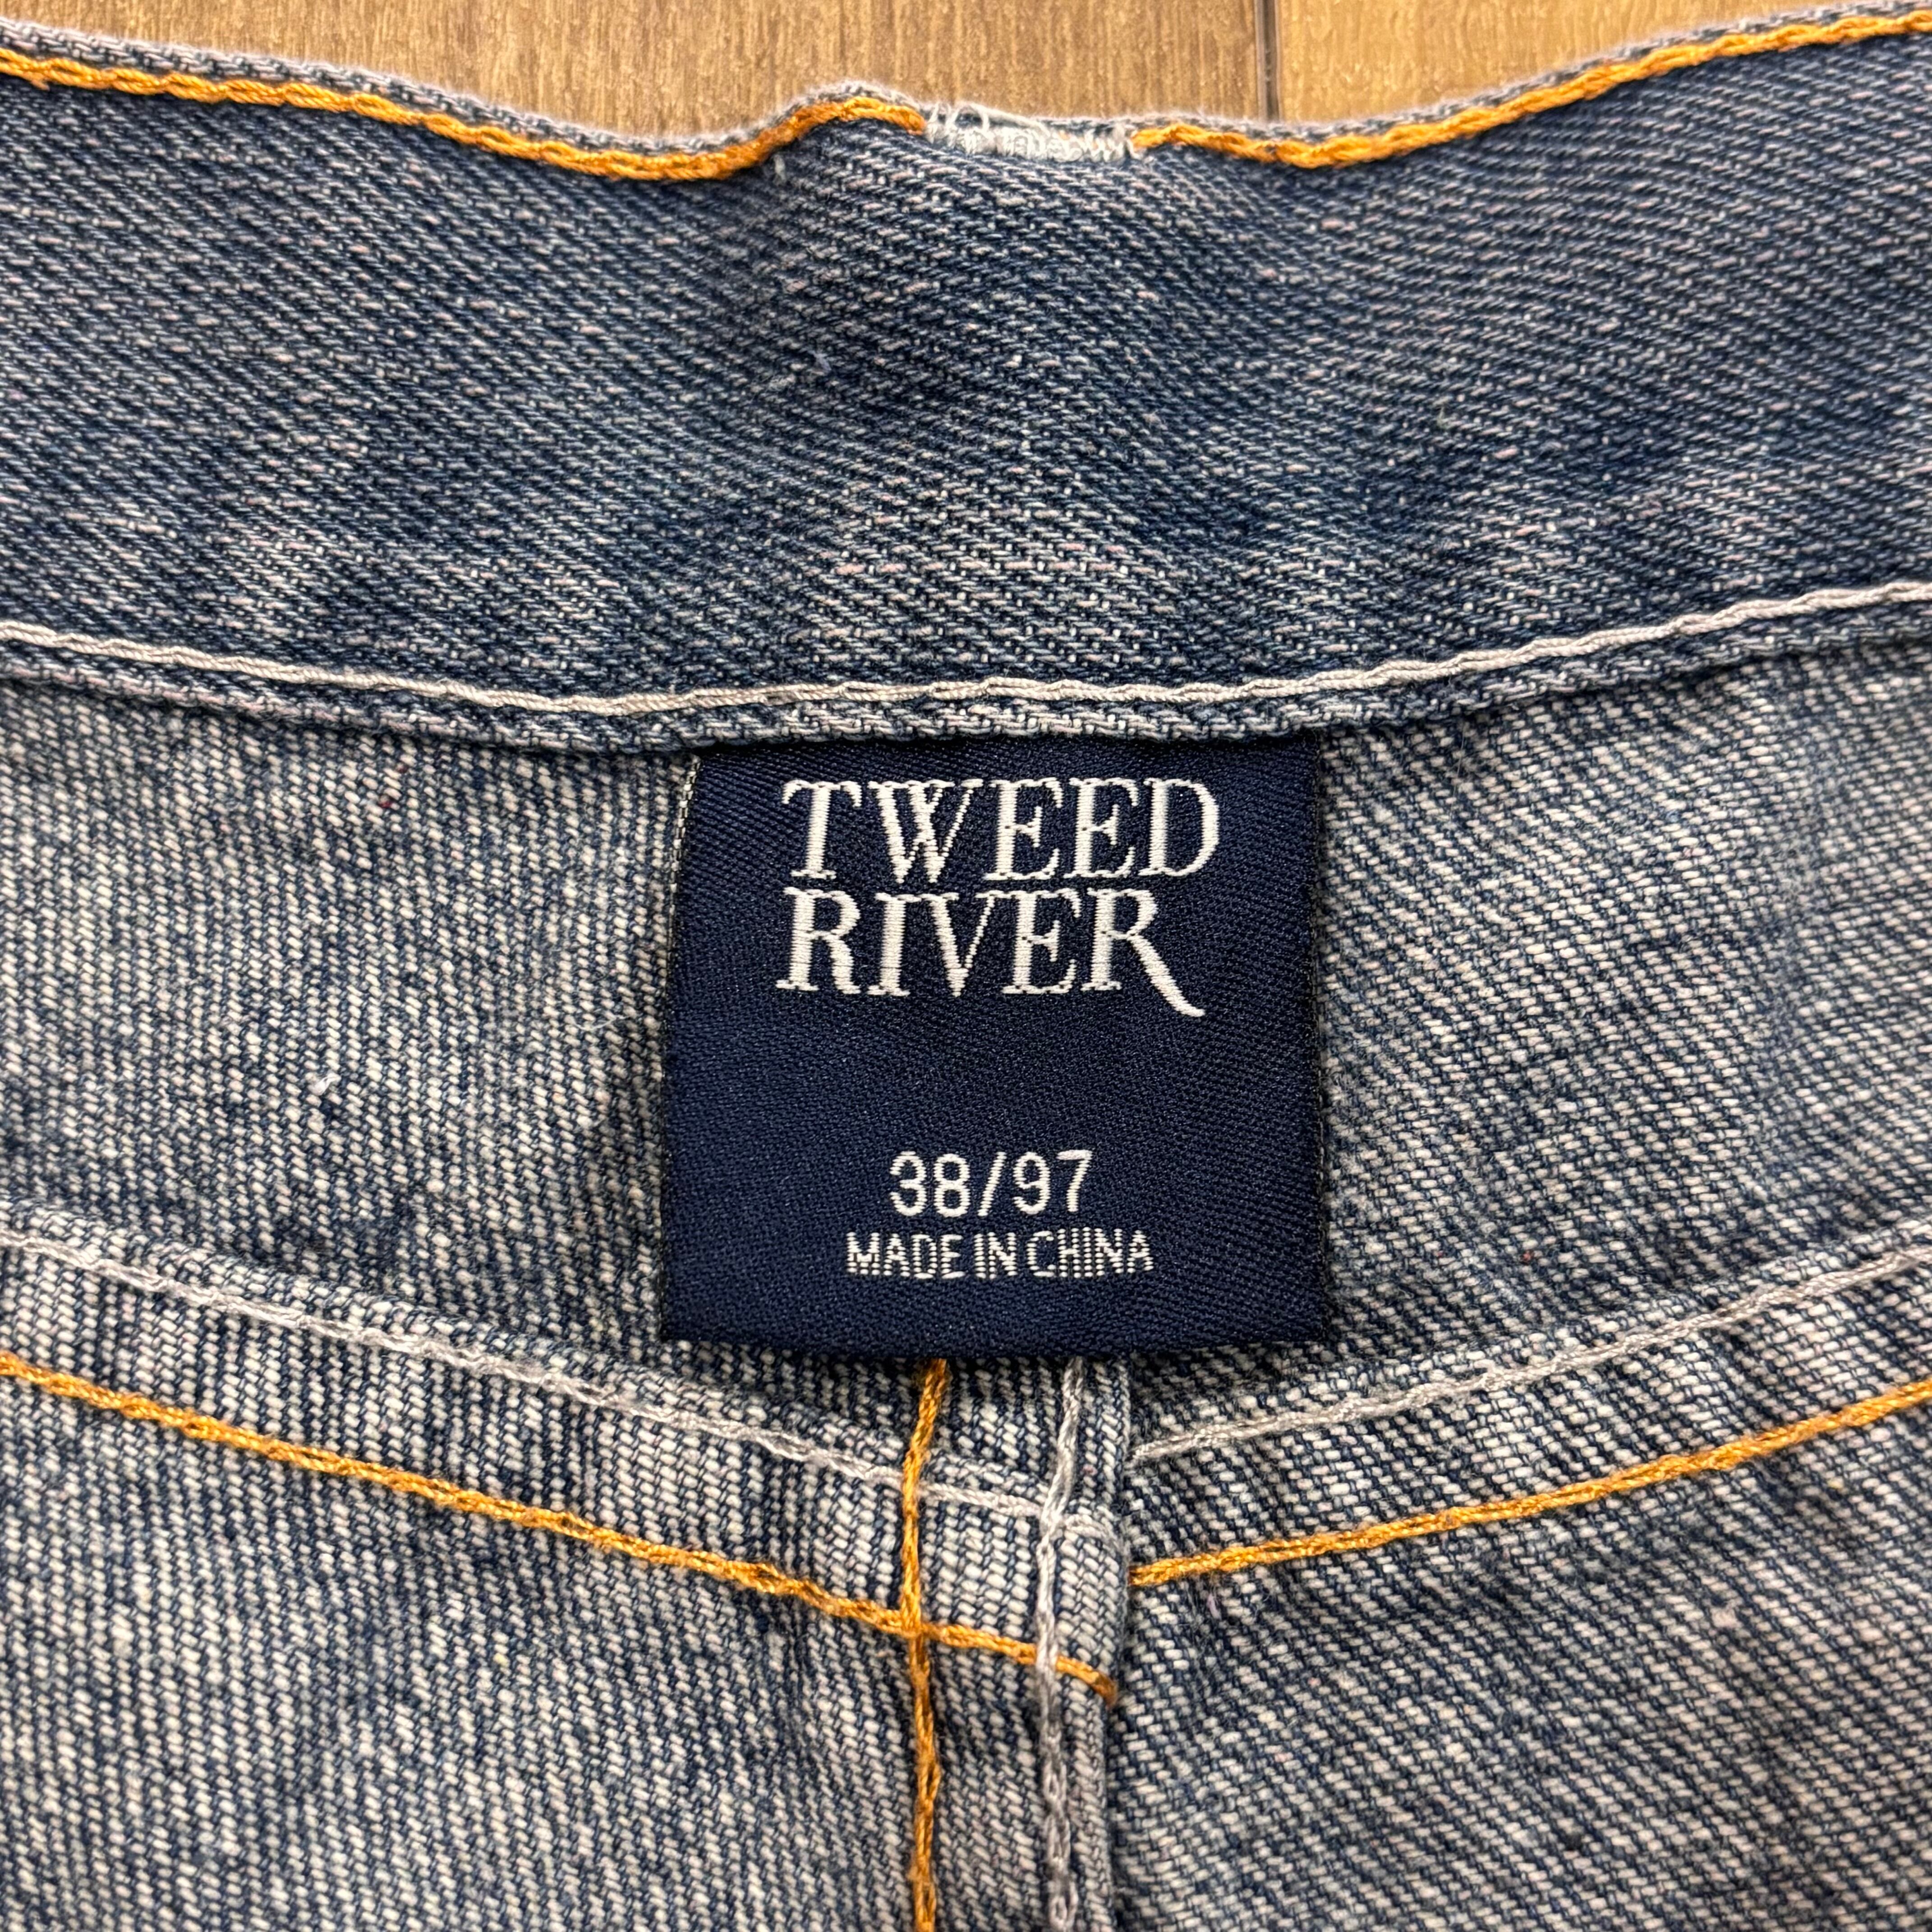 TWEED
RIVER
38/97
MADE IN CHINA